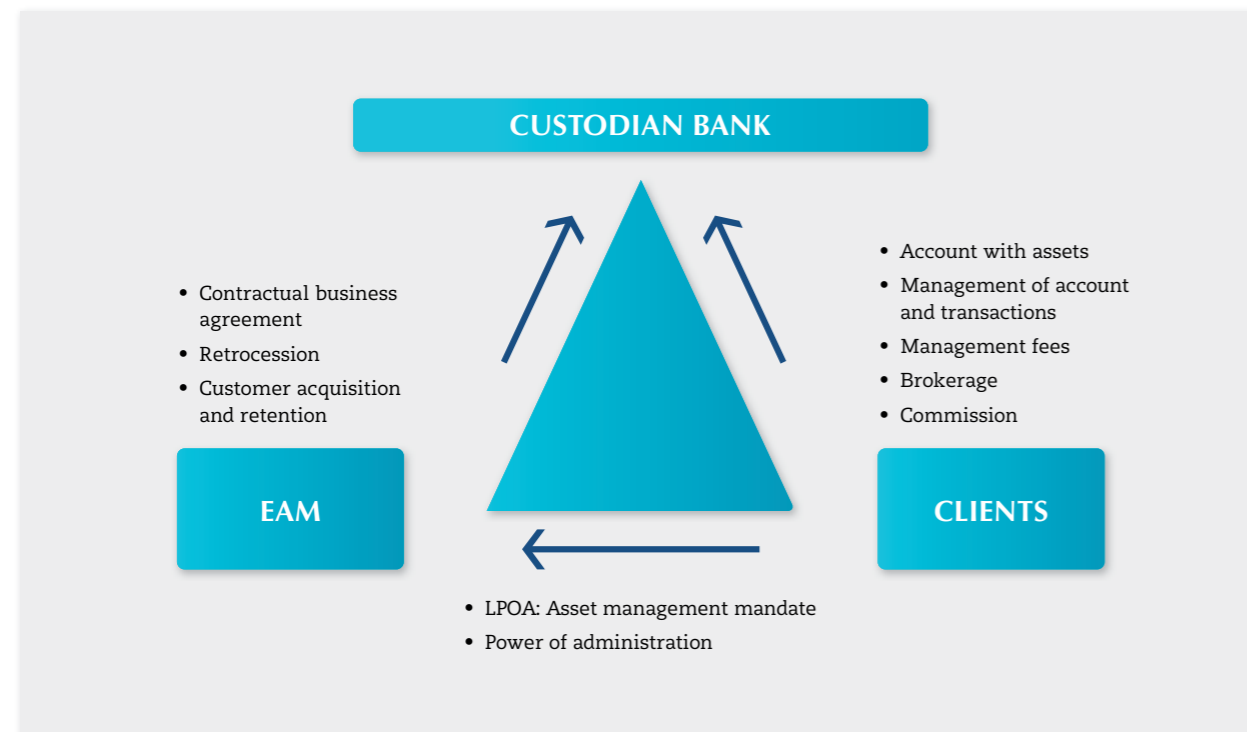 CUSTODIAN BANK
• Contractual business
agreement
• Retrocession
• Customer acquisition
and retention
• Account with assets
• Management of account
and transactions
• Management fees
• Brokerage
• Commission
EAM
CLIENTS
• LPOA: Asset management mandate
• Power of administration